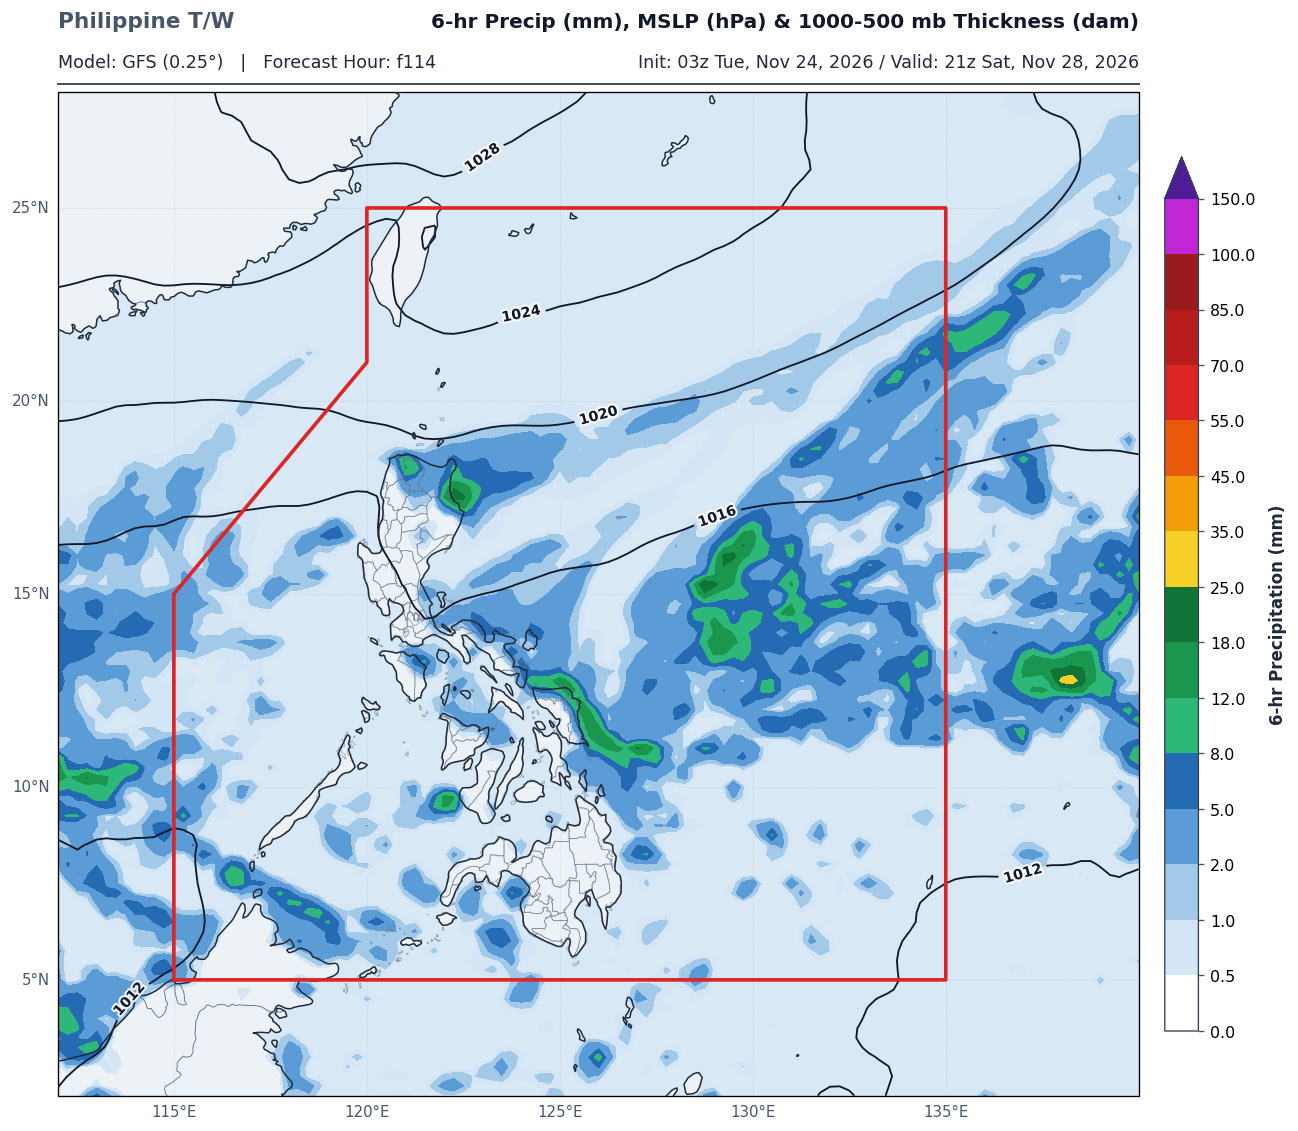 Philippine T/W
6-hr Precip (mm), MSLP (hPa) & 1000-500 mb Thickness (dam)
Model: GFS (0.25°) | Forecast Hour: f114
Init: 03z Tue, Nov 24, 2026 / Valid: 21z Sat, Nov 28, 2026
1028
1024
1020
1016
1012
1012
25°N
20°N
15°N
10°N
5°N
115°E
120°E
125°E
130°E
135°E
150.0
100.0
85.0
70.0
55.0
45.0
35.0
25.0
18.0
12.0
8.0
5.0
2.0
1.0
0.5
0.0
6-hr Precipitation (mm)